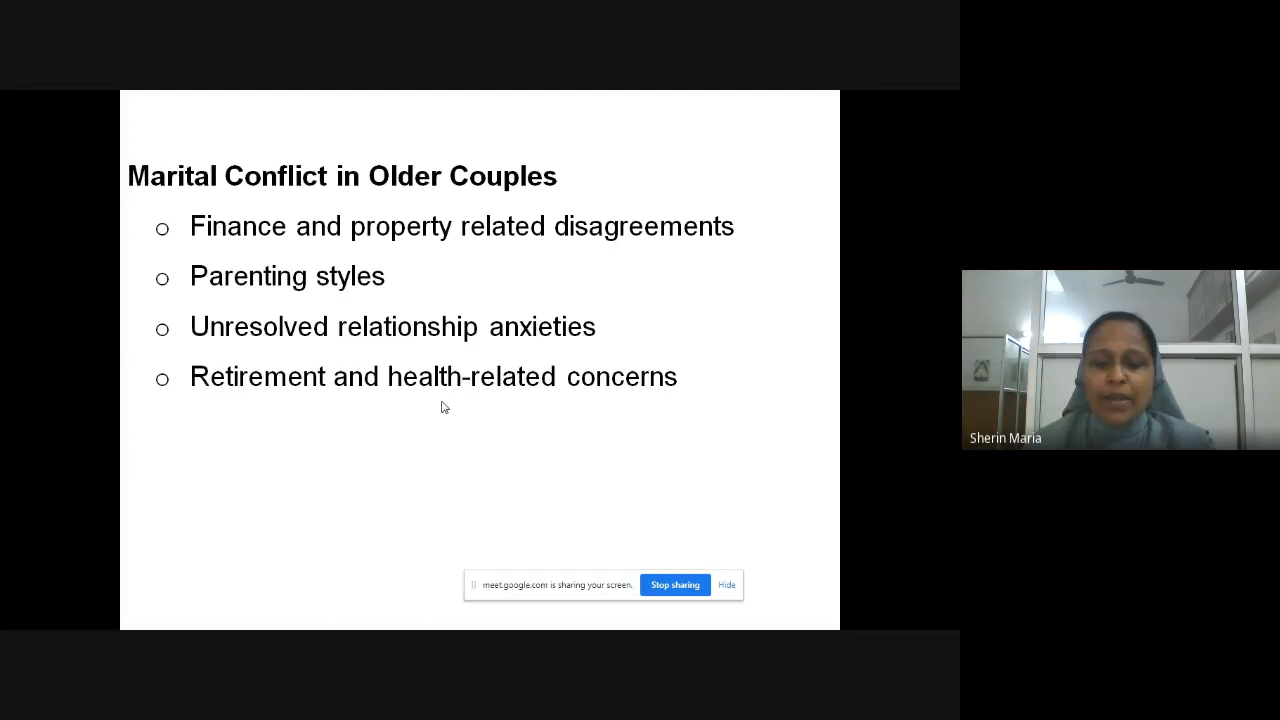 Marital Conflict in Older Couples
o Finance and property related disagreements
o Parenting styles
o Unresolved relationship anxieties
o Retirement and health-related concerns
Sherin Maria
meet.google.com is sharing your screen. Stop sharing Hide